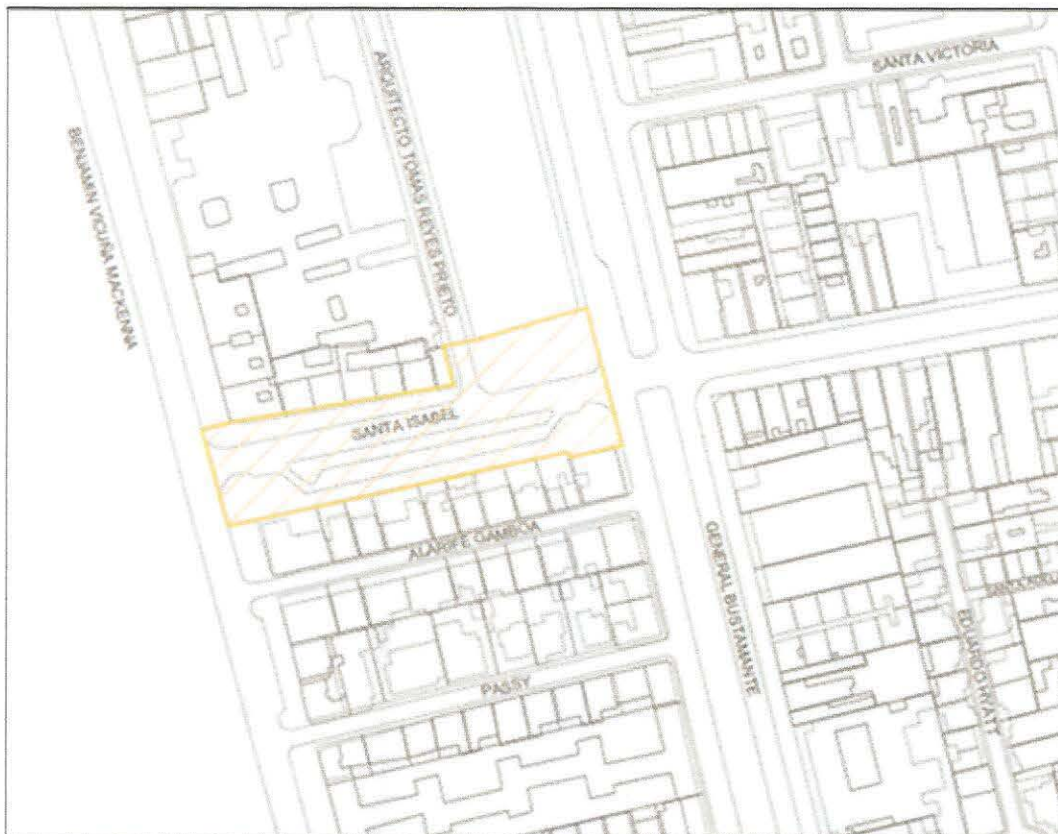 SANTA VICTORIA
ARQUITECTO TOMAS REYES PRIETO
BENJAMIN VICUÑA MACKENNA
SANTA ISABEL
ALARIFE GAMBOA
GENERAL BUSTAMANTE
PASSY
EDUARDO HYATT